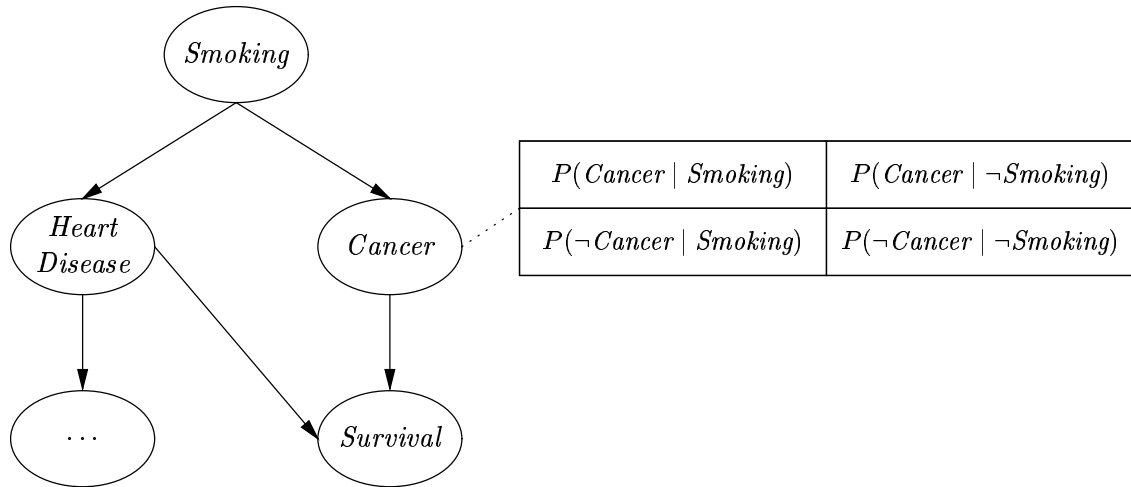 Smoking
P(Cancer | Smoking)
P(Cancer | ¬Smoking)
Heart
Disease
Cancer
P(¬Cancer | Smoking)
P(¬Cancer | ¬Smoking)
...
Survival